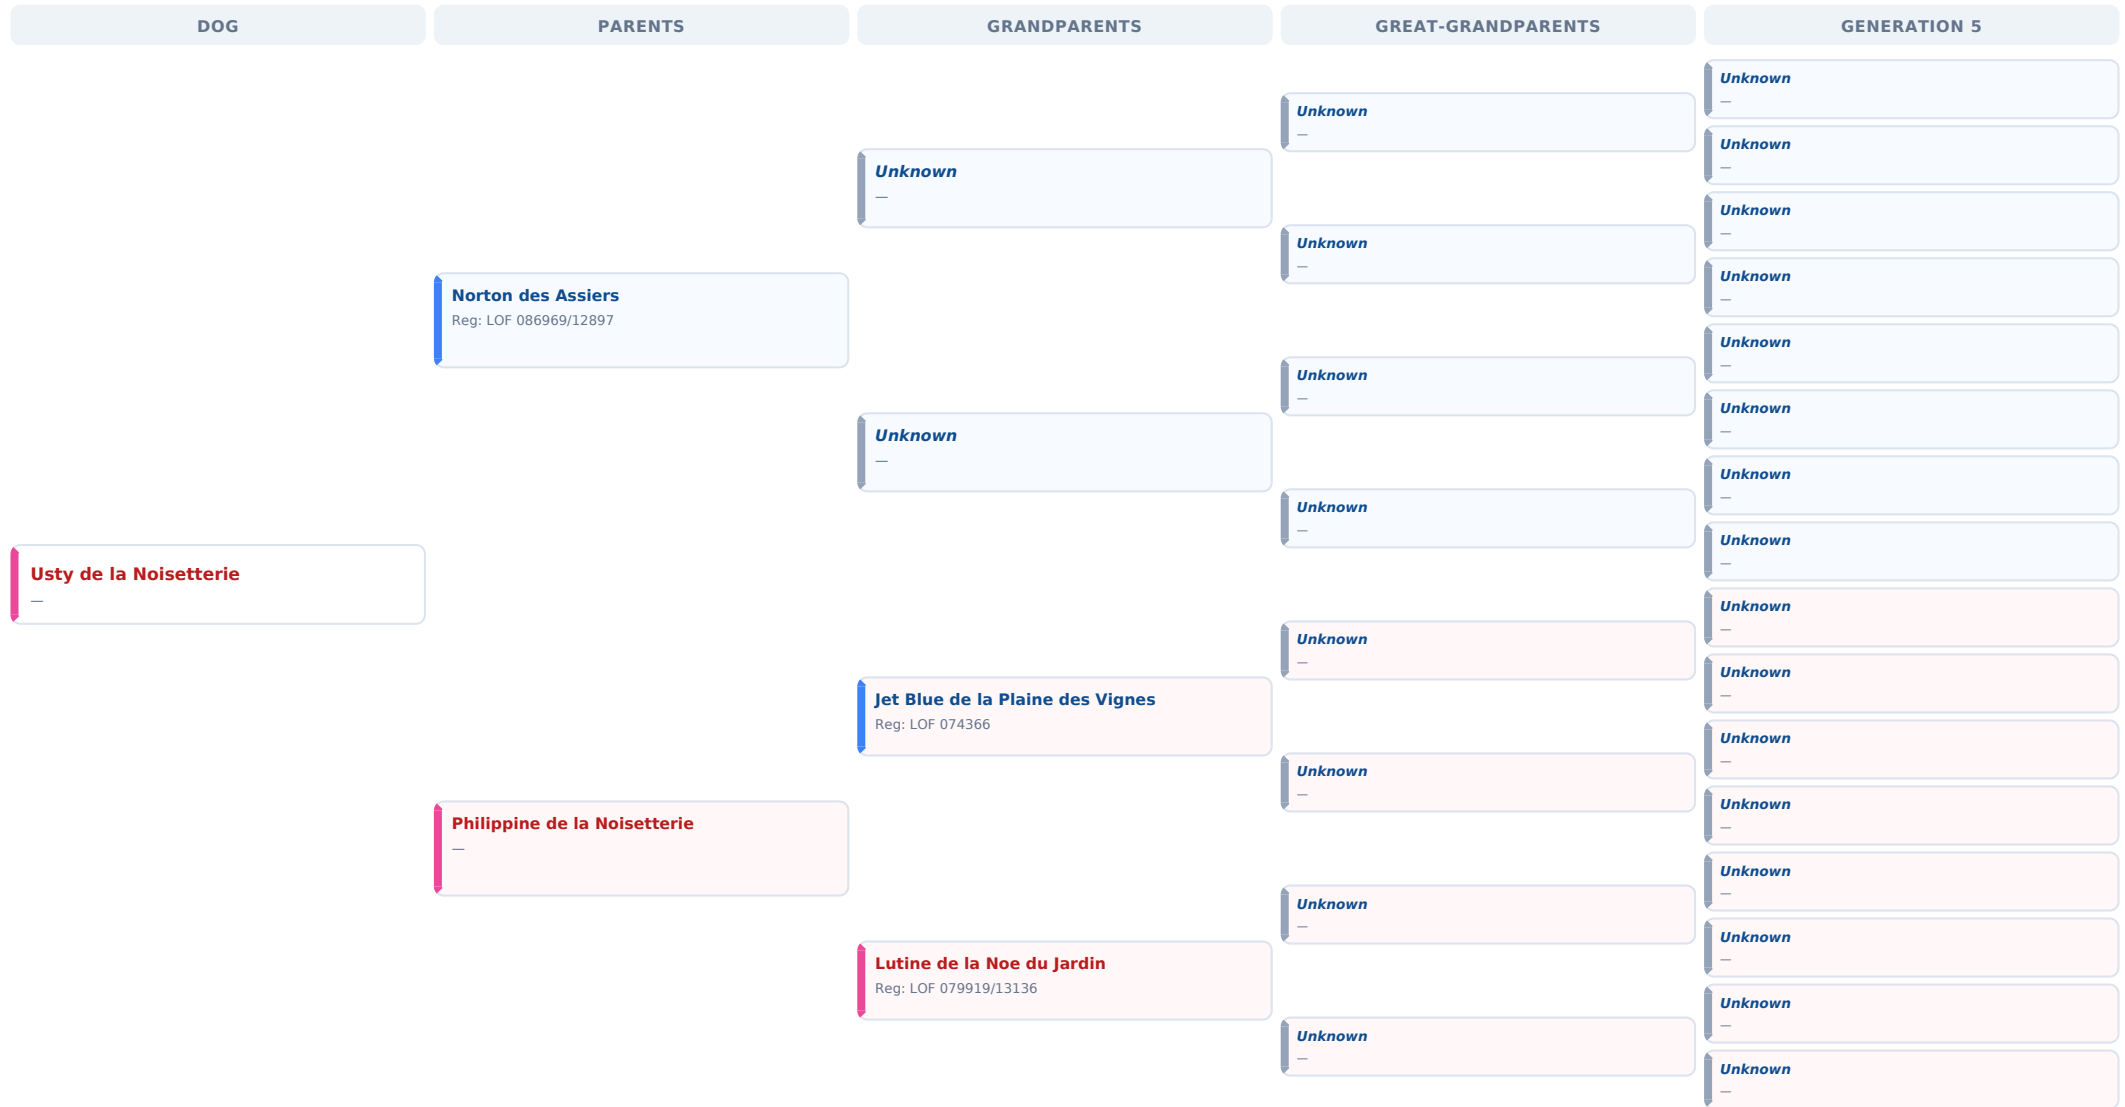 DOG
PARENTS
GRANDPARENTS
GREAT-GRANDPARENTS
GENERATION 5
Usty de la Noisetterie
—
Norton des Assiers
Reg: LOF 086969/12897
Philippine de la Noisetterie
—
Unknown
—
Unknown
—
Jet Blue de la Plaine des Vignes
Reg: LOF 074366
Lutine de la Noe du Jardin
Reg: LOF 079919/13136
Unknown
—
Unknown
—
Unknown
—
Unknown
—
Unknown
—
Unknown
—
Unknown
—
Unknown
—
Unknown
—
Unknown
—
Unknown
—
Unknown
—
Unknown
—
Unknown
—
Unknown
—
Unknown
—
Unknown
—
Unknown
—
Unknown
—
Unknown
—
Unknown
—
Unknown
—
Unknown
—
Unknown
—